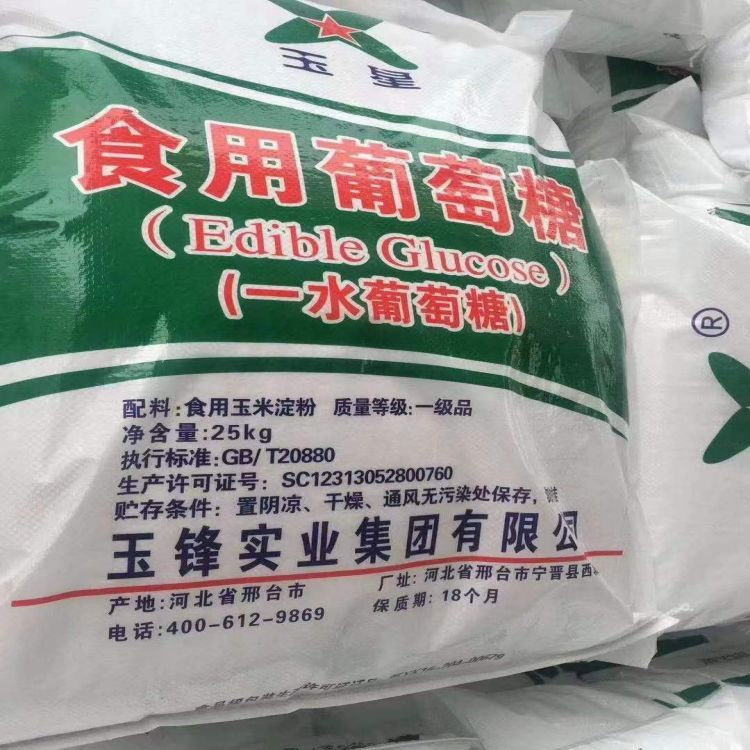 玉星
食用葡萄糖
(Edible Glucose)
(一水葡萄糖)
配料:食用玉米淀粉 质量等级:一级品
净含量:25kg
执行标准:GB/T20880
生产许可证号: SC12313052800760
贮存条件: 置阴凉、干燥、通风无污染处保存,
玉锋实业集团有限公
产地:河北省邢台市
厂址:河北省邢台市宁晋县西
电话:400-612-9869
保质期: 18个月
®